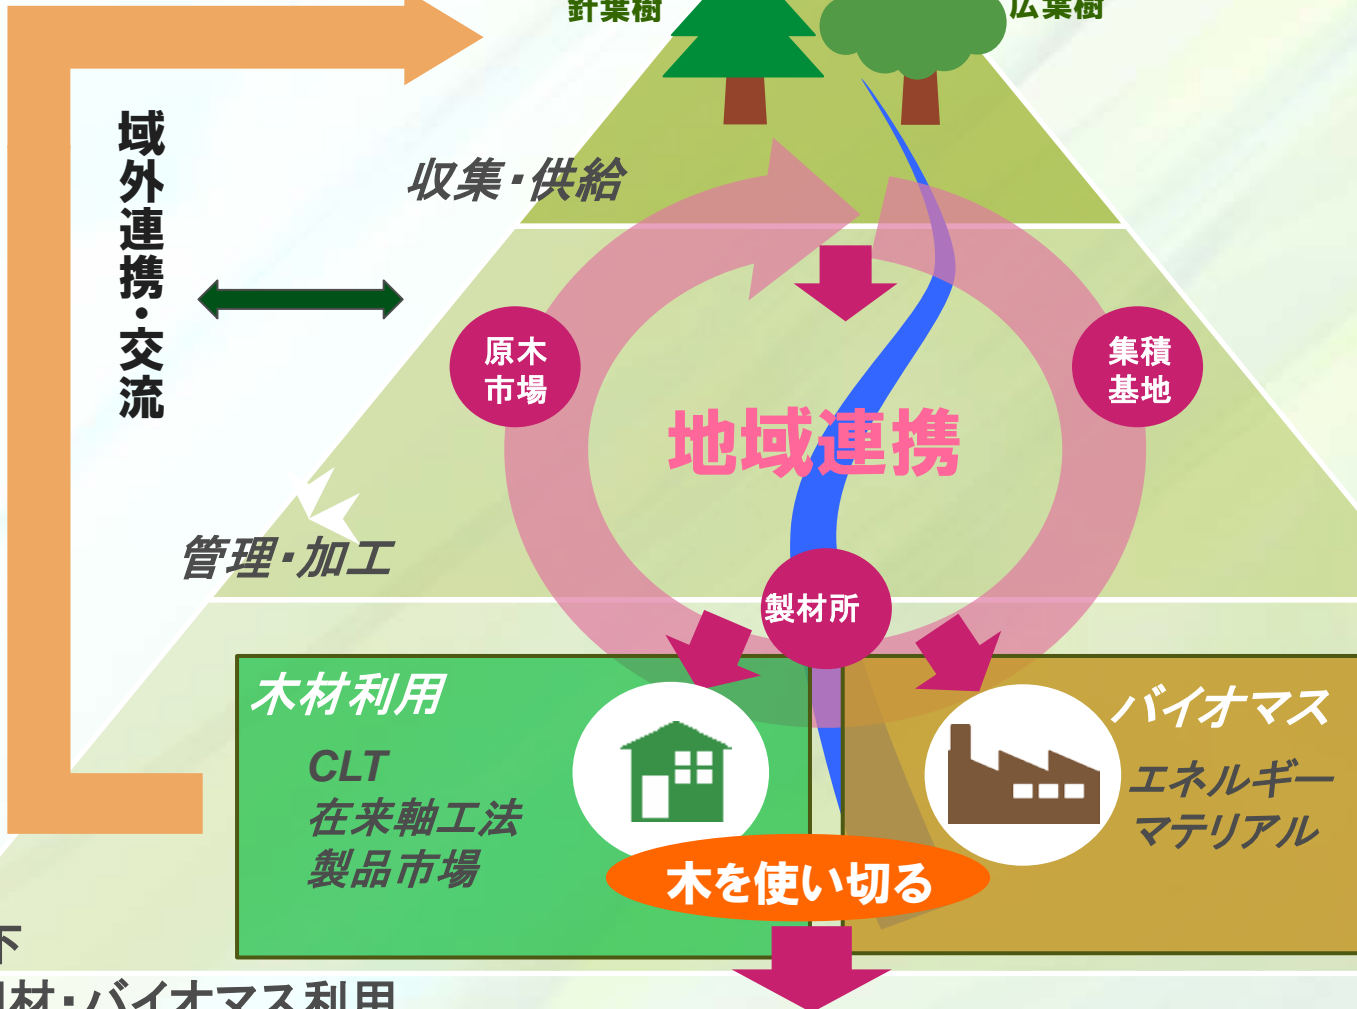 針葉樹
広葉樹
域外連携・交流
収集・供給
原木
市場
集積
基地
地域連携
管理・加工
製材所
木材利用
CLT
在来軸工法
製品市場
バイオマス
エネルギー
マテリアル
木を使い切る
下
材・バイオマス利用